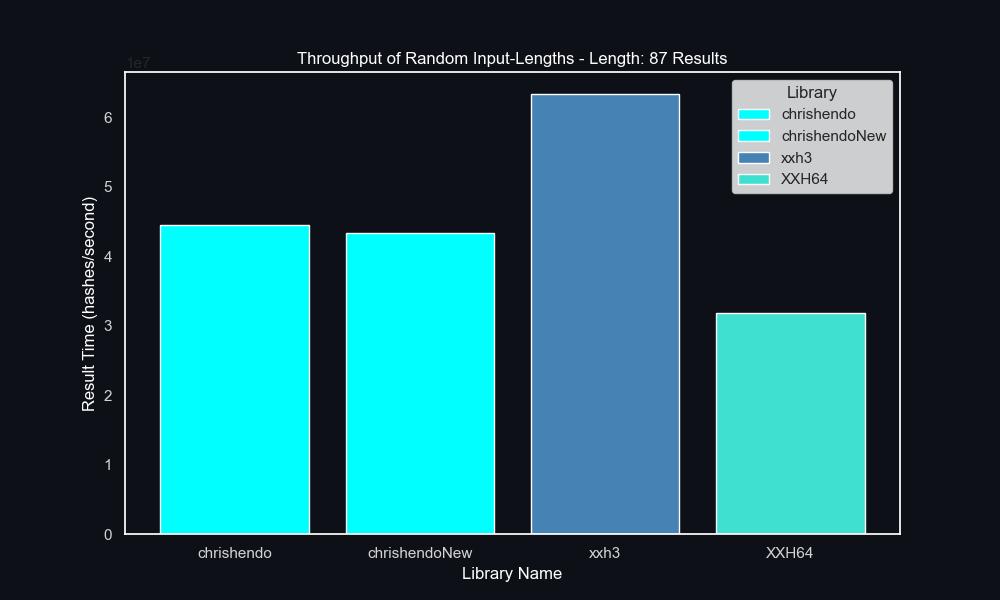 Throughput of Random Input-Lengths - Length: 87 Results
1e7
Library
chrishendo
chrishendoNew
xxh3
XXH64
6
5
4
3
2
1
0
Result Time (hashes/second)
chrishendo
chrishendoNew
xxh3
XXH64
Library Name